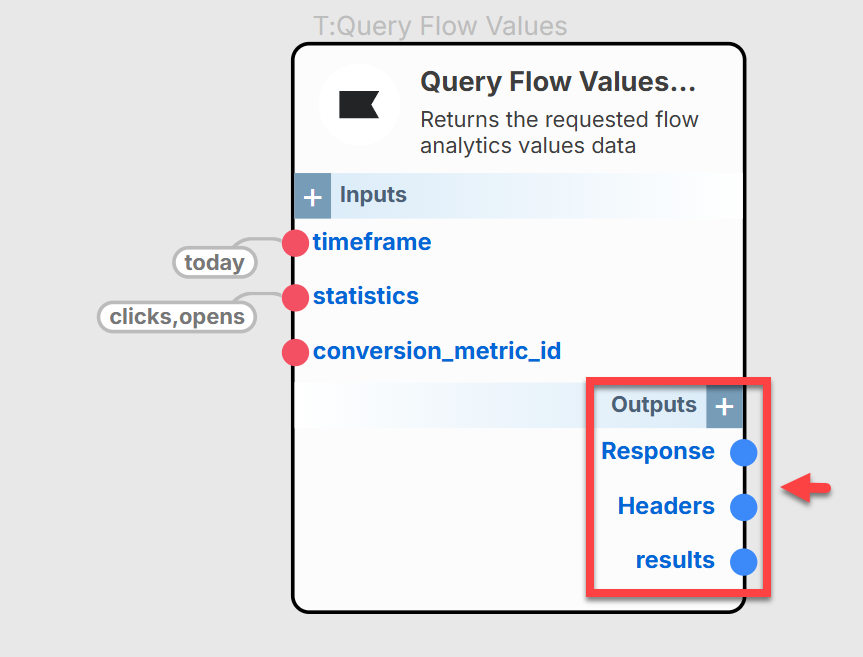 T:Query Flow Values
Query Flow Values...
Returns the requested flow
analytics values data
+ Inputs
timeframe
today
statistics
clicks,opens
conversion_metric_id
Outputs +
Response
Headers
results